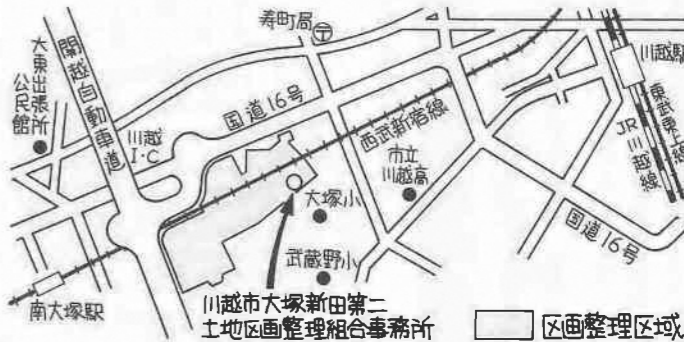 寿町局
川越駅
大東出張所
公民館
関越自動車道
川越
I・C
国道16号
西武新宿線
東武東上線
JR川越線
市立
川越高
大塚小
国道16号
武蔵野小
南大塚駅
川越市大塚新田第二
土地区画整理組合事務所
区画整理区域